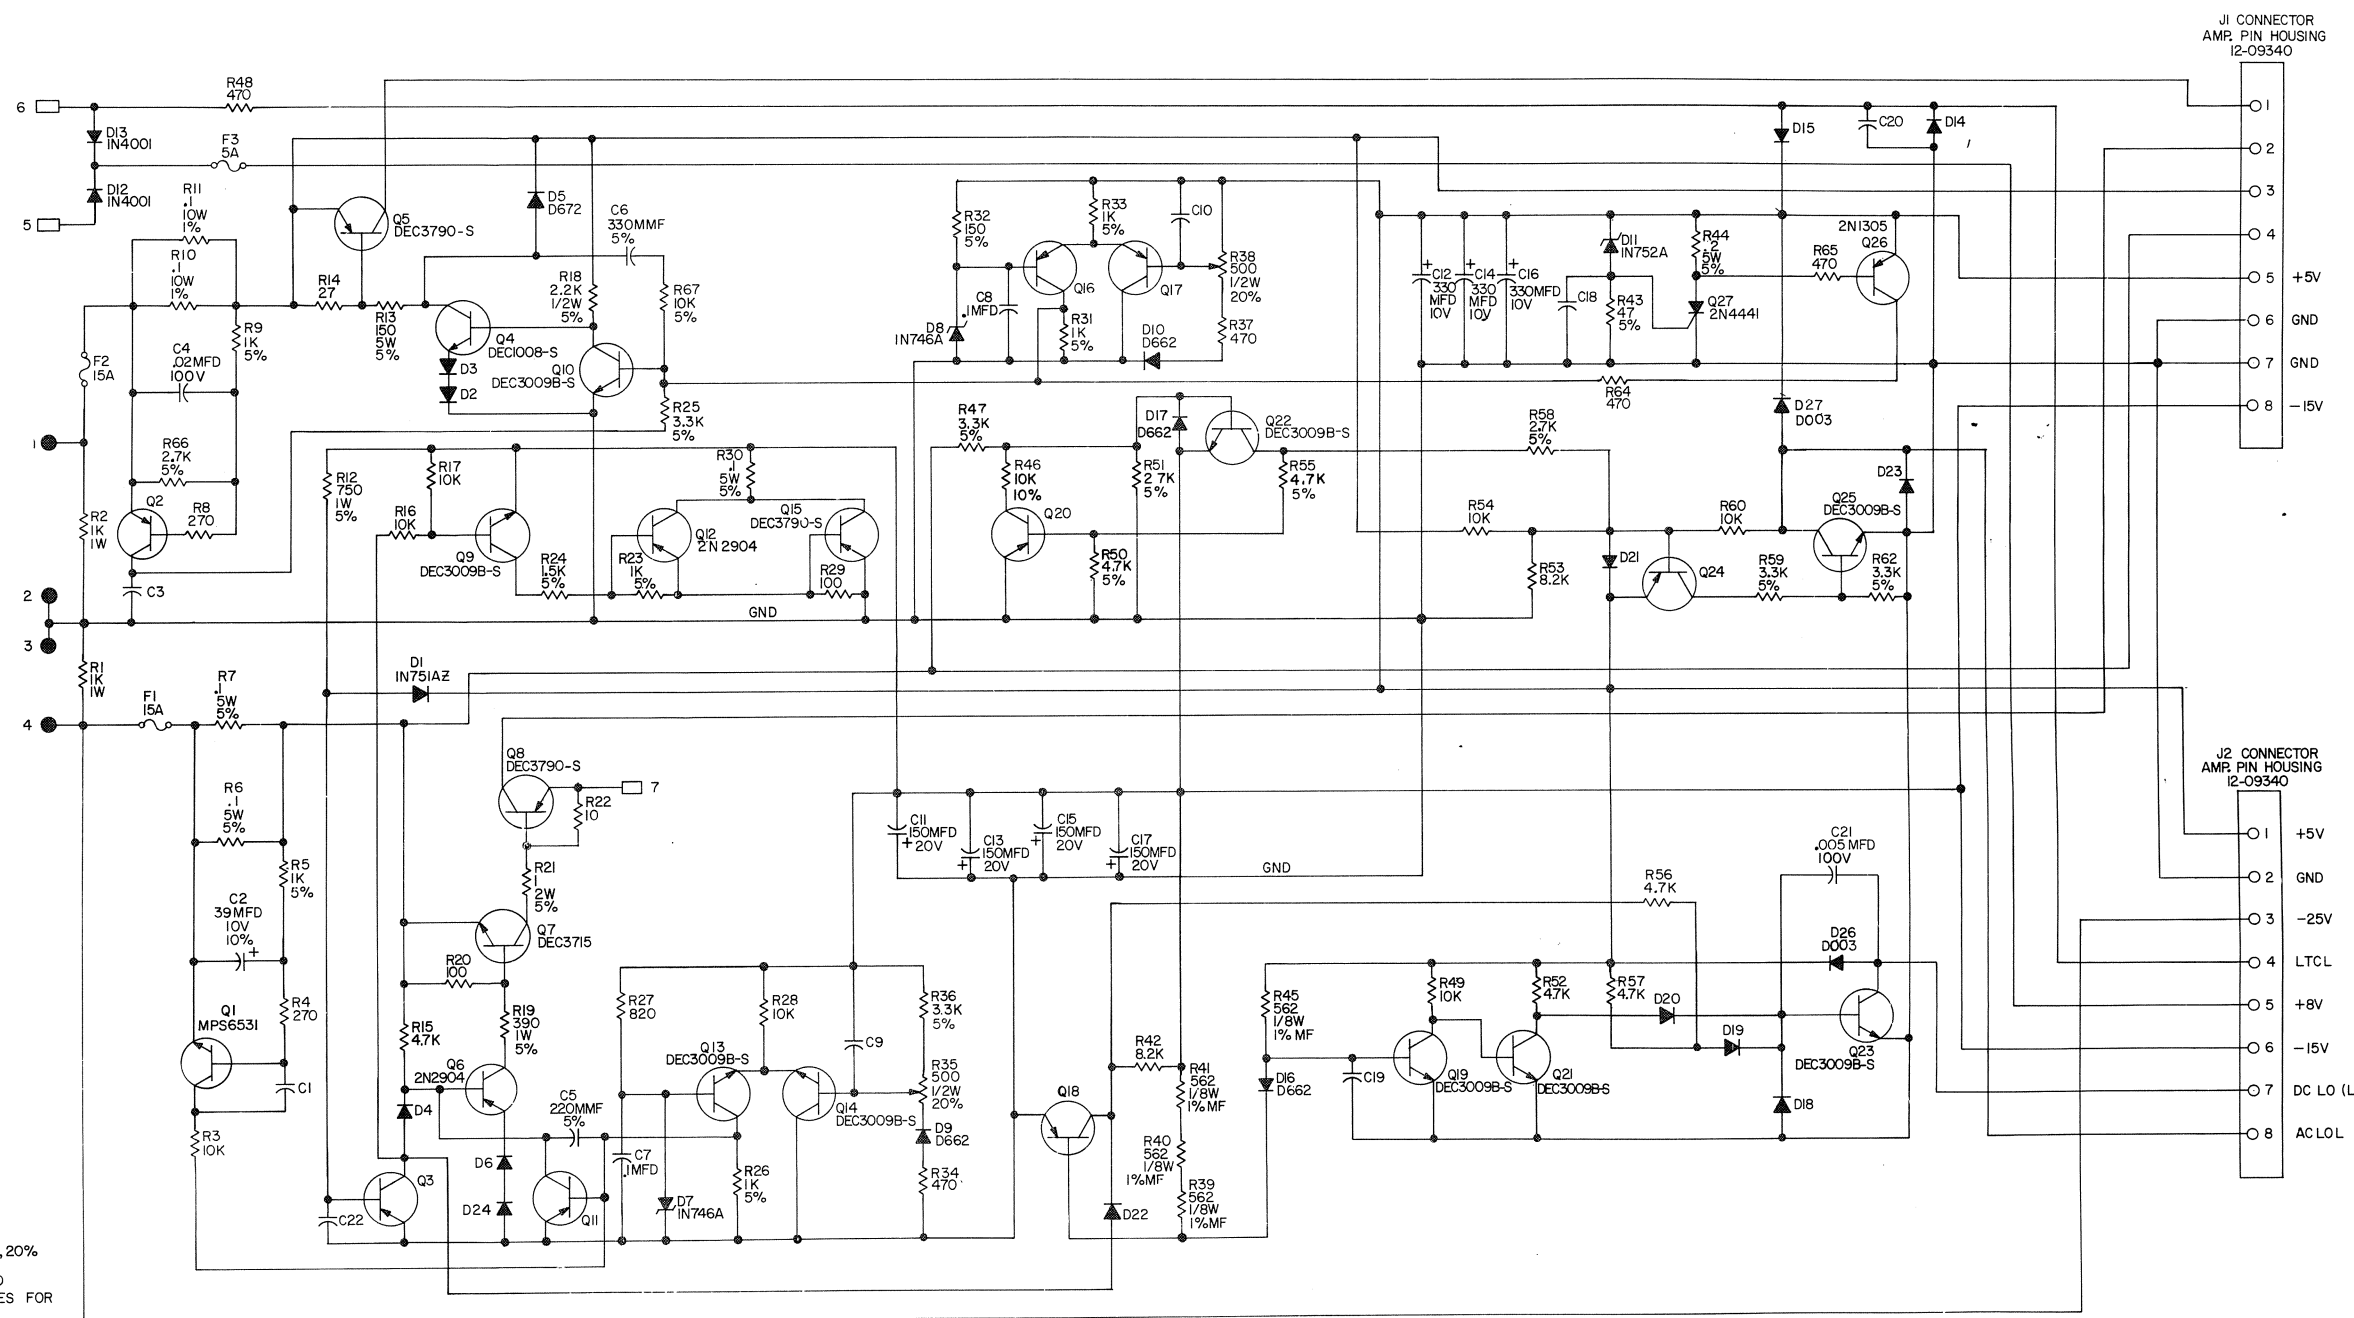 J1 CONNECTOR
AMP. PIN HOUSING
12-09340
R48
470
6
1
D13
IN4001
F3
5A
D15
C20
D14
2
D12
IN4001
R11
.1
10W
1%
3
5
Q5
DEC3790-S
D5
D672
C6
330MMF
5%
R32
150
5%
R33
1K
5%
C10
4
R10
.1
10W
1%
R14
27
R18
2.2K
1/2W
5%
R67
10K
5%
Q16
Q17
R38
500
1/2W
20%
D11
IN752A
R44
.2
5W
5%
R65
470
2N1305
Q26
5
+5V
C12
330
MFD
10V
C14
330
MFD
10V
C16
330MFD
10V
C18
R43
47
5%
Q27
2N4441
6
GND
R13
150
5W
5%
Q4
DEC1008-S
C8
.1MFD
D8
IN746A
R31
1K
5%
D10
D662
R37
470
R9
1K
5%
C4
.02MFD
100V
F2
15A
D3
D2
Q10
DEC3009B-S
7
GND
R64
470
R25
3.3K
5%
R47
3.3K
5%
D17
D662
Q22
DEC3009B-S
R58
2.7K
5%
D27
D003
8
-15V
1
R66
2.7K
5%
R12
750
1W
5%
R17
10K
R30
.1
5W
5%
R46
10K
10%
R51
2.7K
5%
R55
4.7K
5%
D23
Q2
R8
270
R2
1K
1W
R16
10K
Q9
DEC3009B-S
Q12
2N 2904
Q15
DEC3790-S
Q20
R54
10K
R60
10K
Q25
DEC3009B-S
C3
R24
1.5K
5%
R23
1K
5%
R29
100
R50
4.7K
5%
R53
8.2K
D21
Q24
R59
3.3K
5%
R62
3.3K
5%
2
GND
3
R1
1K
1W
D1
IN751AZ
F1
15A
R7
.1
5W
5%
4
Q8
DEC3790-S
7
R22
10
J2 CONNECTOR
AMP. PIN HOUSING
12-09340
R6
.1
5W
5%
R5
1K
5%
R21
1
2W
5%
C11
150MFD
20V
C13
150MFD
20V
C15
150MFD
20V
C17
150MFD
20V
GND
C21
.005MFD
100V
1
+5V
2
GND
R56
4.7K
3
-25V
C2
39MFD
10V
10%
Q7
DEC3715
D26
D003
4
LTCL
R20
100
R4
270
Q1
MPS6531
R15
4.7K
R19
390
1W
5%
R27
820
R28
10K
R36
3.3K
5%
R45
562
1/8W
1% MF
R49
10K
R52
4.7K
R57
4.7K
D20
D19
5
+8V
C9
R42
8.2K
R41
562
1/8W
1% MF
Q23
DEC3009B-S
6
-15V
C1
Q6
2N2904
D4
C5
220MMF
5%
Q13
DEC3009B-S
Q14
DEC3009B-S
R35
500
1/2W
20%
Q18
D16
D662
C19
Q19
DEC3009B-S
Q21
DEC3009B-S
D18
7
DC LO (L
R3
10K
D6
D24
Q3
C22
Q11
C7
.1MFD
D7
IN746A
R26
1K
5%
D9
D662
R34
470
R40
562
1/8W
1%MF
R39
562
1/8W
1%MF
D22
8
ACLOL
,20%
ES FOR